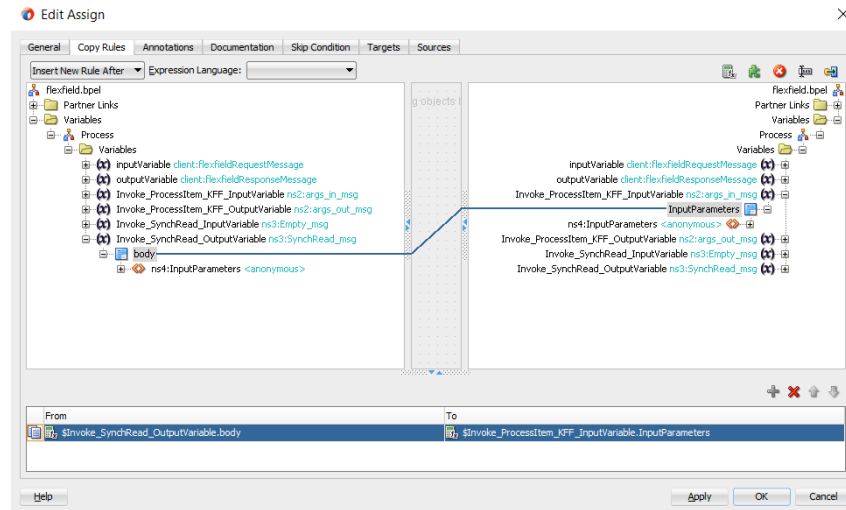 Edit Assign
General Copy Rules Annotations Documentation Skip Condition Targets Sources
Insert New Rule After Expression Language:
flexfield.bpel
Partner Links
Variables
Process
Variables
inputVariable client:flexfieldRequestMessage
outputVariable client:flexfieldResponseMessage
Invoke_ProcessItem_KFF_InputVariable ns2:args_in_msg
Invoke_ProcessItem_KFF_OutputVariable ns2:args_out_msg
Invoke_SynchRead_InputVariable ns3:Empty_msg
Invoke_SynchRead_OutputVariable ns3:SynchRead_msg
body
ns4:InputParameters <anonymous>
g objects
flexfield.bpel
Partner Links
Variables
Process
Variables
inputVariable client:flexfieldRequestMessage
outputVariable client:flexfieldResponseMessage
Invoke_ProcessItem_KFF_InputVariable ns2:args_in_msg
InputParameters
ns4:InputParameters <anonymous>
Invoke_ProcessItem_KFF_OutputVariable ns2:args_out_msg
Invoke_SynchRead_InputVariable ns3:Empty_msg
Invoke_SynchRead_OutputVariable ns3:SynchRead_msg
From To
$Invoke_SynchRead_OutputVariable.body $Invoke_ProcessItem_KFF_InputVariable.InputParameters
Help Apply OK Cancel